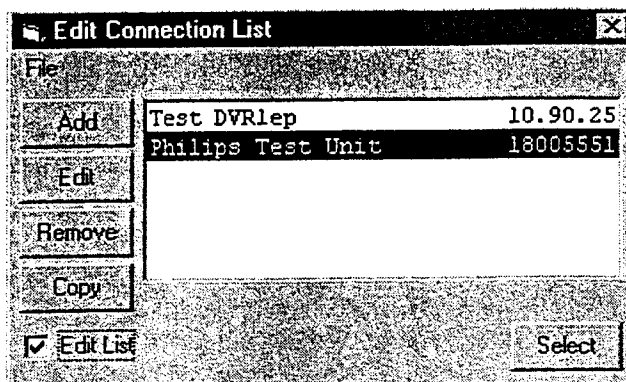 Edit Connection List
File
Add
Test DVRlep 10.90.25
Philips Test Unit 18005551
Edit
Remove
Copy
Edit List
Select